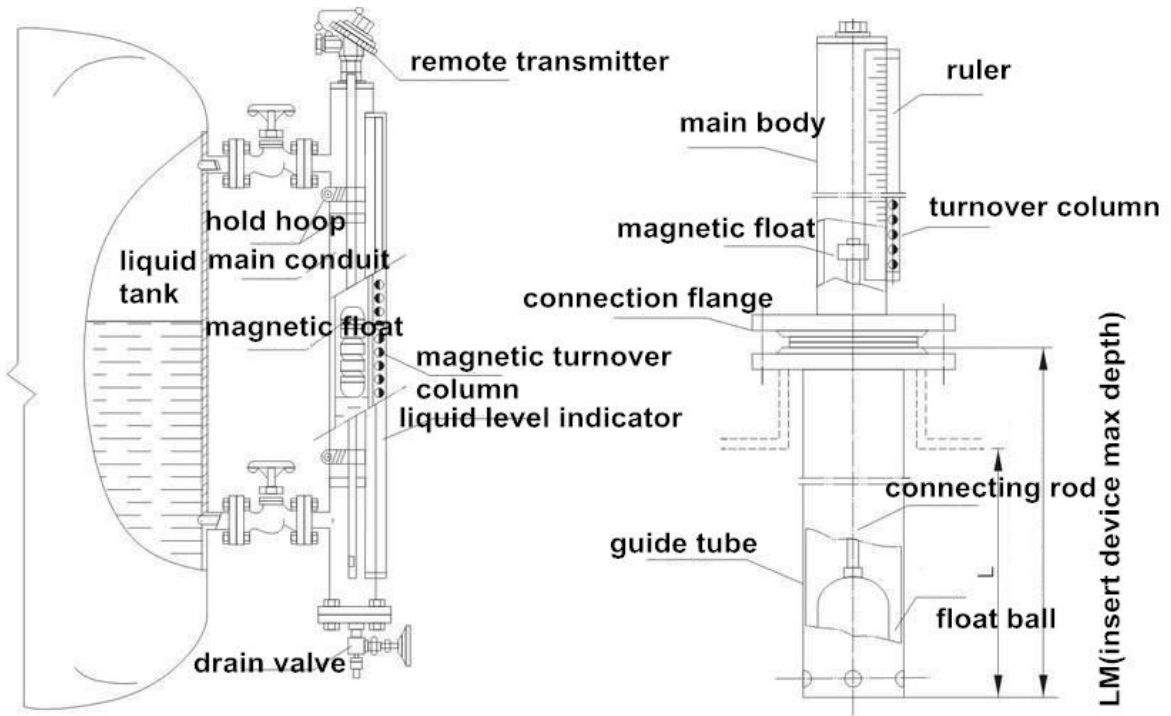 remote transmitter
hold hoop
liquid
tank
main conduit
magnetic float
magnetic turnover
column
liquid level indicator
drain valve
ruler
main body
turnover column
magnetic float
connection flange
connecting rod
guide tube
L
float ball
LM(insert device max depth)